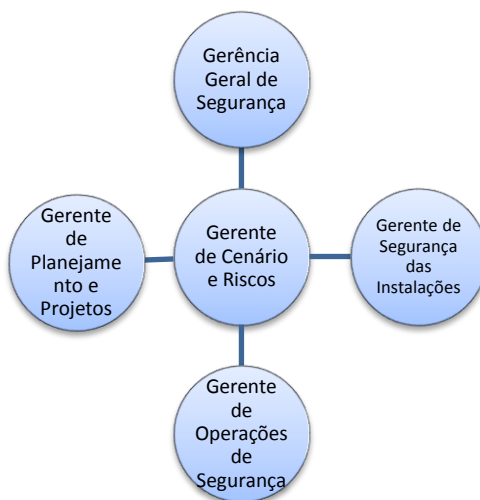 Gerência
Geral de
Segurança
Gerente
de
Planejame
nto e
Projetos
Gerente
de Cenário
e Riscos
Gerente de
Segurança
das
Instalações
Gerente
de
Operações
de
Segurança